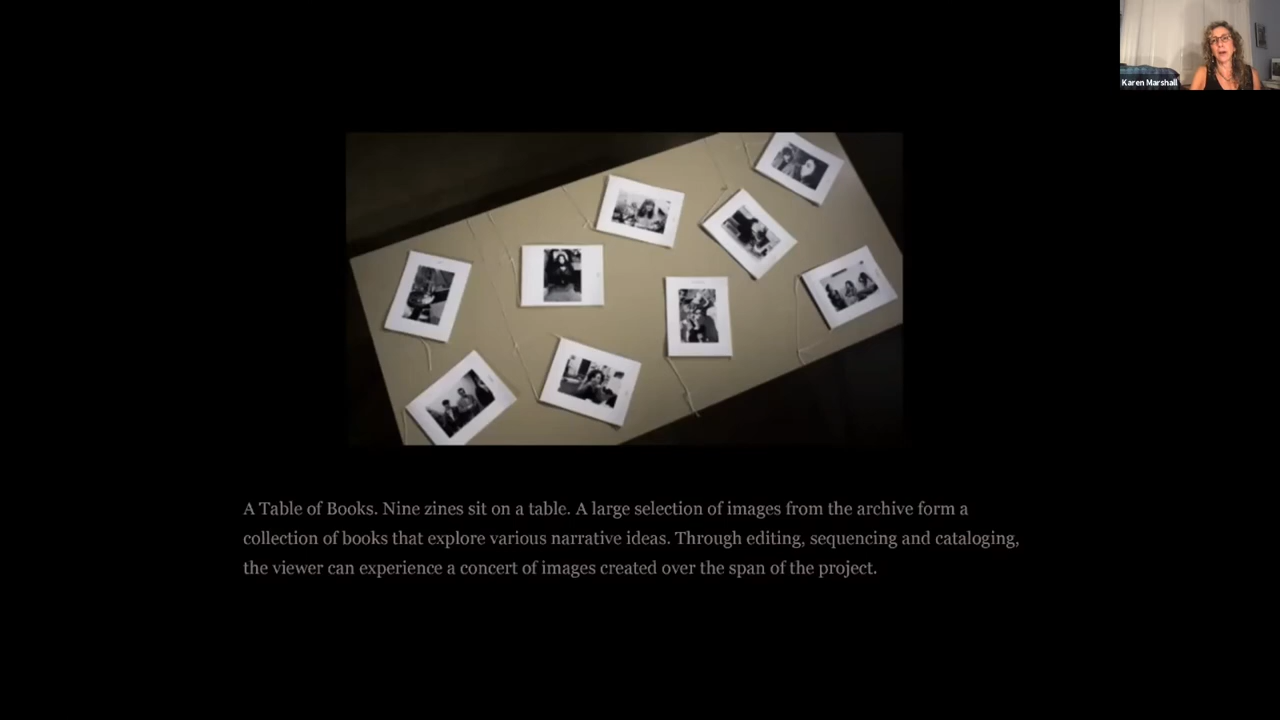 Karen Marshall
A Table of Books. Nine zines sit on a table. A large selection of images from the archive form a
collection of books that explore various narrative ideas. Through editing, sequencing and cataloging,
the viewer can experience a concert of images created over the span of the project.